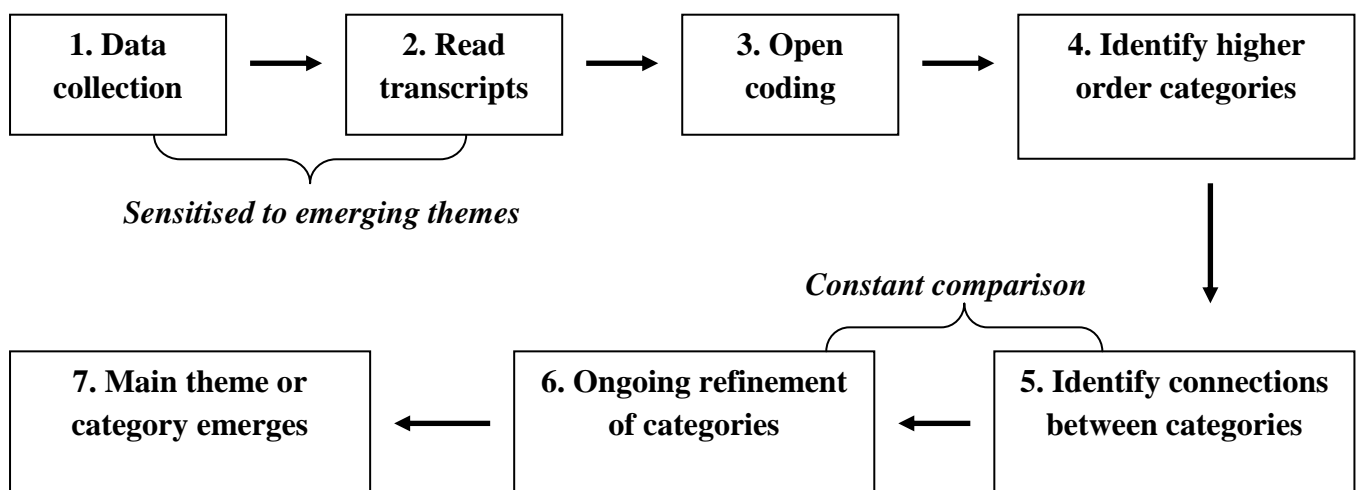 1. Data
collection
2. Read
transcripts
3. Open
coding
4. Identify higher
order categories
Sensitised to emerging themes
Constant comparison
5. Identify connections
between categories
6. Ongoing refinement
of categories
7. Main theme or
category emerges